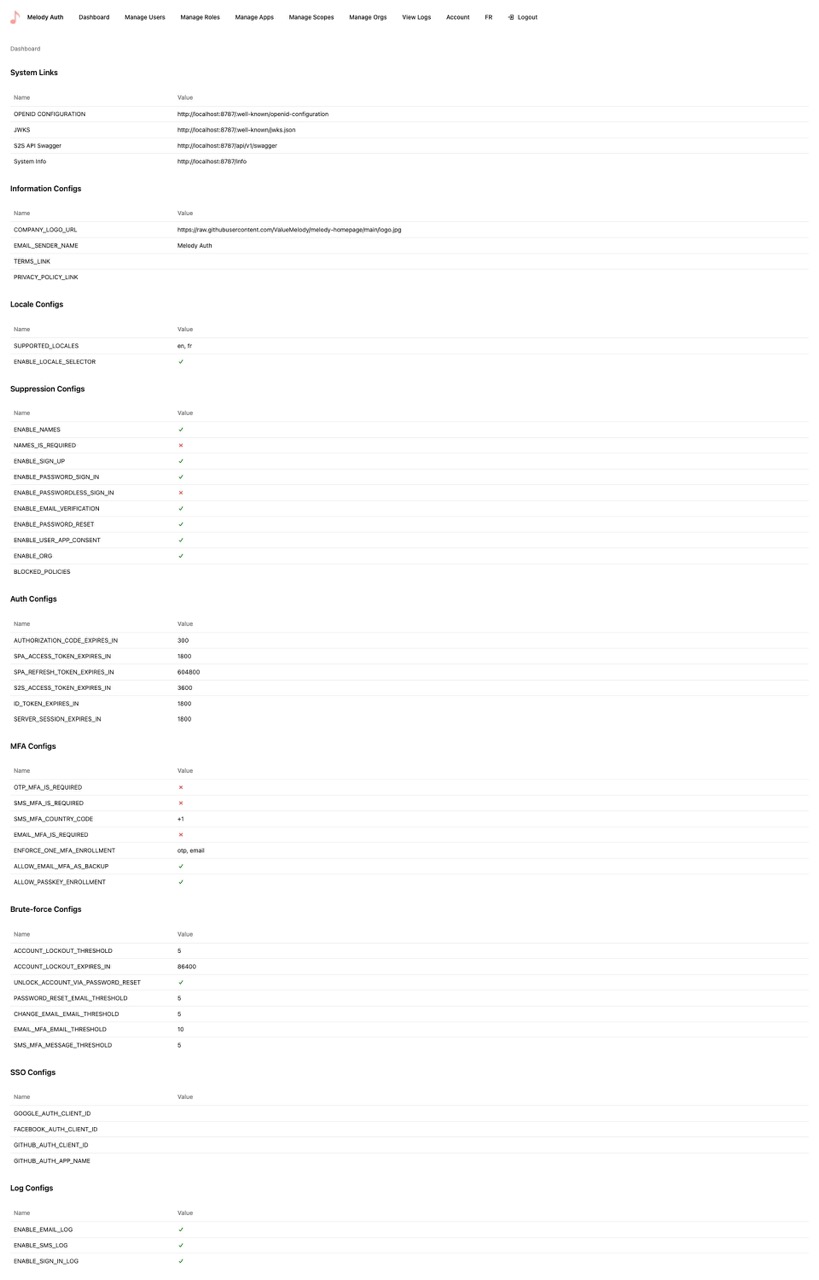 Melody Auth Dashboard Manage Users Manage Roles Manage Apps Manage Scopes Manage Orgs View Logs Account FR Logout
Dashboard
System Links
Name Value
OPENID CONFIGURATION http://localhost:8787/.well-known/openid-configuration
JWKS http://localhost:8787/.well-known/jwks.json
S2S API Swagger http://localhost:8787/api/v1/swagger
System Info http://localhost:8787/info
Information Configs
Name Value
COMPANY_LOGO_URL https://raw.githubusercontent.com/ValueMelody/melody-homepage/main/logo.jpg
EMAIL_SENDER_NAME Melody Auth
TERMS_LINK
PRIVACY_POLICY_LINK
Locale Configs
Name Value
SUPPORTED_LOCALES en, fr
ENABLE_LOCALE_SELECTOR ✓
Suppression Configs
Name Value
ENABLE_NAMES ✓
NAMES_IS_REQUIRED ×
ENABLE_SIGN_UP ✓
ENABLE_PASSWORD_SIGN_IN ✓
ENABLE_PASSWORDLESS_SIGN_IN ×
ENABLE_EMAIL_VERIFICATION ✓
ENABLE_PASSWORD_RESET ✓
ENABLE_USER_APP_CONSENT ✓
ENABLE_ORG ✓
BLOCKED_POLICIES
Auth Configs
Name Value
AUTHORIZATION_CODE_EXPIRES_IN 300
SPA_ACCESS_TOKEN_EXPIRES_IN 1800
SPA_REFRESH_TOKEN_EXPIRES_IN 604800
S2S_ACCESS_TOKEN_EXPIRES_IN 3600
ID_TOKEN_EXPIRES_IN 1800
SERVER_SESSION_EXPIRES_IN 1800
MFA Configs
Name Value
OTP_MFA_IS_REQUIRED ×
SMS_MFA_IS_REQUIRED ×
SMS_MFA_COUNTRY_CODE +1
EMAIL_MFA_IS_REQUIRED ×
ENFORCE_ONE_MFA_ENROLLMENT otp, email
ALLOW_EMAIL_MFA_AS_BACKUP ✓
ALLOW_PASSKEY_ENROLLMENT ✓
Brute-force Configs
Name Value
ACCOUNT_LOCKOUT_THRESHOLD 5
ACCOUNT_LOCKOUT_EXPIRES_IN 86400
UNLOCK_ACCOUNT_VIA_PASSWORD_RESET ✓
PASSWORD_RESET_EMAIL_THRESHOLD 5
CHANGE_EMAIL_EMAIL_THRESHOLD 5
EMAIL_MFA_EMAIL_THRESHOLD 10
SMS_MFA_MESSAGE_THRESHOLD 5
SSO Configs
Name Value
GOOGLE_AUTH_CLIENT_ID
FACEBOOK_AUTH_CLIENT_ID
GITHUB_AUTH_CLIENT_ID
GITHUB_AUTH_APP_NAME
Log Configs
Name Value
ENABLE_EMAIL_LOG ✓
ENABLE_SMS_LOG ✓
ENABLE_SIGN_IN_LOG ✓